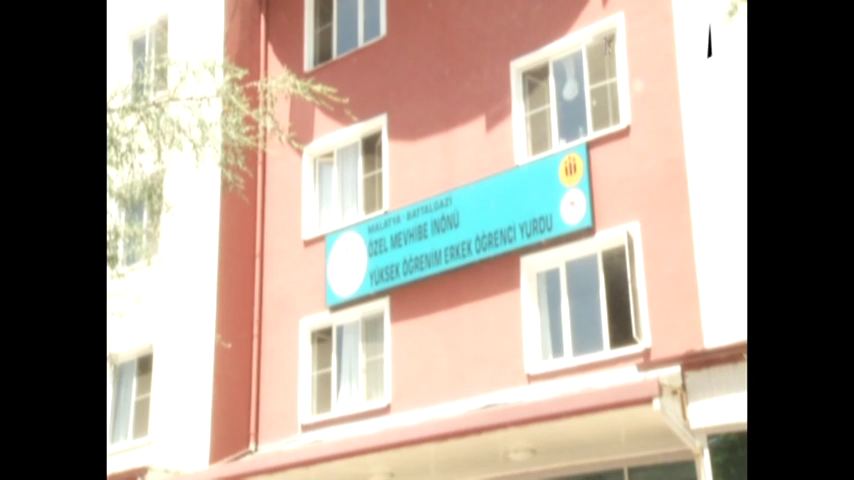 MALATYA - BATTALGAZİ
ÖZEL MEVHİBE İNÖNÜ
YÜKSEK ÖĞRENİM ERKEK ÖĞRENCİ YURDU